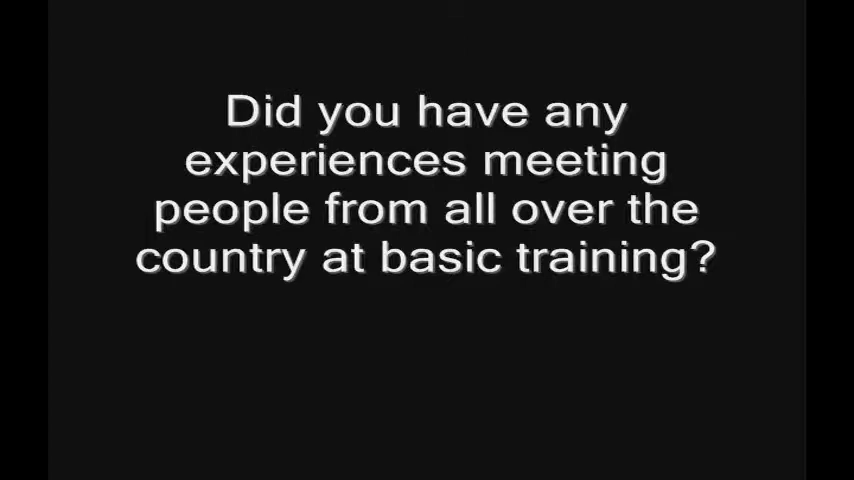 Did you have any
experiences meeting
people from all over the
country at basic training?